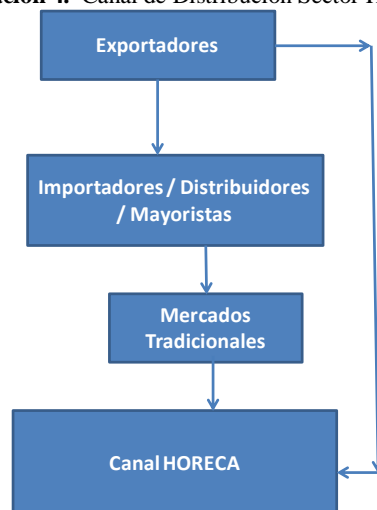 4. Canal de Distribución Sector
Exportadores
Importadores / Distribuidores
/ Mayoristas
Mercados
Tradicionales
Canal HORECA